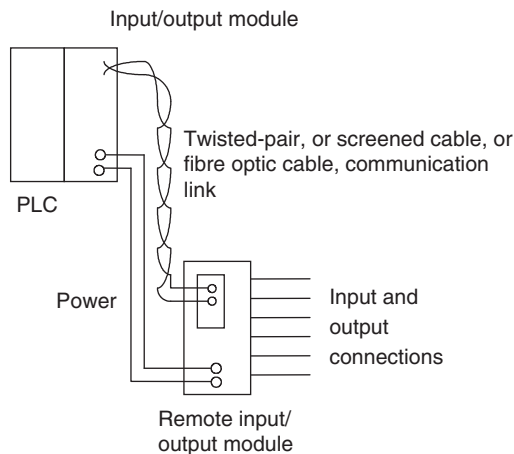 Input/output module
Twisted-pair, or screened cable, or
fibre optic cable, communication
link
PLC
Power
Input and
output
connections
Remote input/
output module